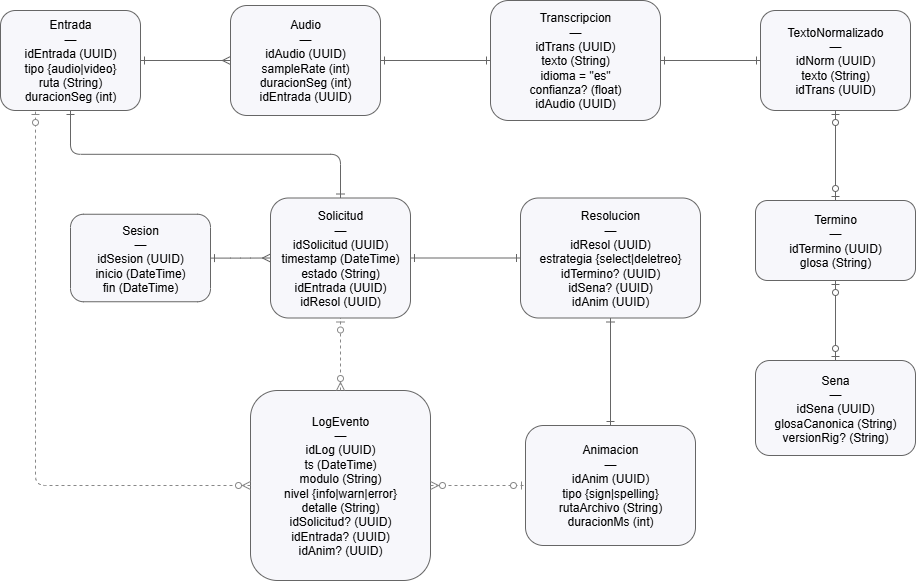 Entrada
—
idEntrada (UUID)
tipo {audio|video}
ruta (String)
duracionSeg (int)
Audio
—
idAudio (UUID)
sampleRate (int)
duracionSeg (int)
idEntrada (UUID)
Transcripcion
—
idTrans (UUID)
texto (String)
idioma = "es"
confianza? (float)
idAudio (UUID)
TextoNormalizado
—
idNorm (UUID)
texto (String)
idTrans (UUID)
Sesion
—
idSesion (UUID)
inicio (DateTime)
fin (DateTime)
Solicitud
—
idSolicitud (UUID)
timestamp (DateTime)
estado (String)
idEntrada (UUID)
idResol (UUID)
Resolucion
—
idResol (UUID)
estrategia {select|deletreo}
idTermino? (UUID)
idSena? (UUID)
idAnim (UUID)
Termino
—
idTermino (UUID)
glosa (String)
LogEvento
—
idLog (UUID)
ts (DateTime)
modulo (String)
nivel {info|warn|error}
detalle (String)
idSolicitud? (UUID)
idEntrada? (UUID)
idAnim? (UUID)
Animacion
—
idAnim (UUID)
tipo {sign|spelling}
rutaArchivo (String)
duracionMs (int)
Sena
—
idSena (UUID)
glosaCanonica (String)
versionRig? (String)